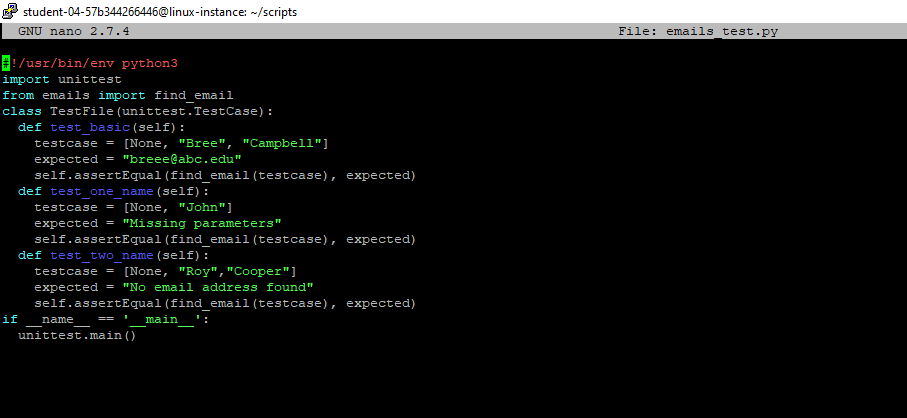 student-04-57b344266446@linux-instance: ~/scripts
GNU nano 2.7.4 File: emails_test.py
#!/usr/bin/env python3
import unittest
from emails import find_email
class TestFile(unittest.TestCase):
  def test_basic(self):
    testcase = [None, "Bree", "Campbell"]
    expected = "breee@abc.edu"
    self.assertEqual(find_email(testcase), expected)
  def test_one_name(self):
    testcase = [None, "John"]
    expected = "Missing parameters"
    self.assertEqual(find_email(testcase), expected)
  def test_two_name(self):
    testcase = [None, "Roy","Cooper"]
    expected = "No email address found"
    self.assertEqual(find_email(testcase), expected)
if __name__ == '__main__':
  unittest.main()